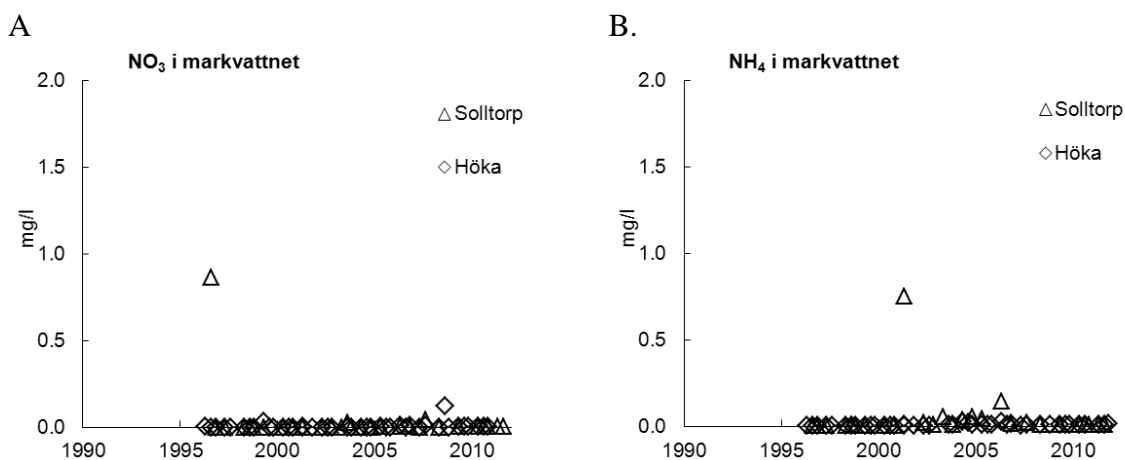 A
NO₃ i markvattnet
2.0
1.5
1.0
0.5
0.0
mg/l
Solltorp
Höka
1990 1995 2000 2005 2010
B.
NH₄ i markvattnet
2.0
1.5
1.0
0.5
0.0
mg/l
Solltorp
Höka
1990 1995 2000 2005 2010